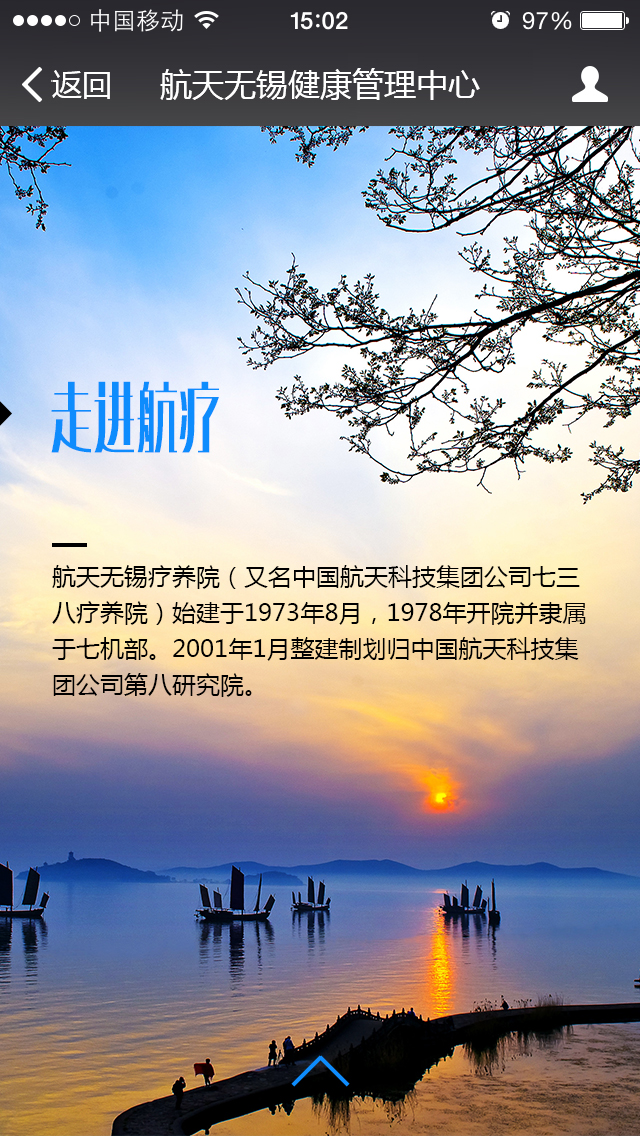 中国移动 15:02 97%
返回 航天无锡健康管理中心
走进航疗
航天无锡疗养院（又名中国航天科技集团公司七三
八疗养院）始建于1973年8月，1978年开院并隶属
于七机部。2001年1月整建制划归中国航天科技集
团公司第八研究院。